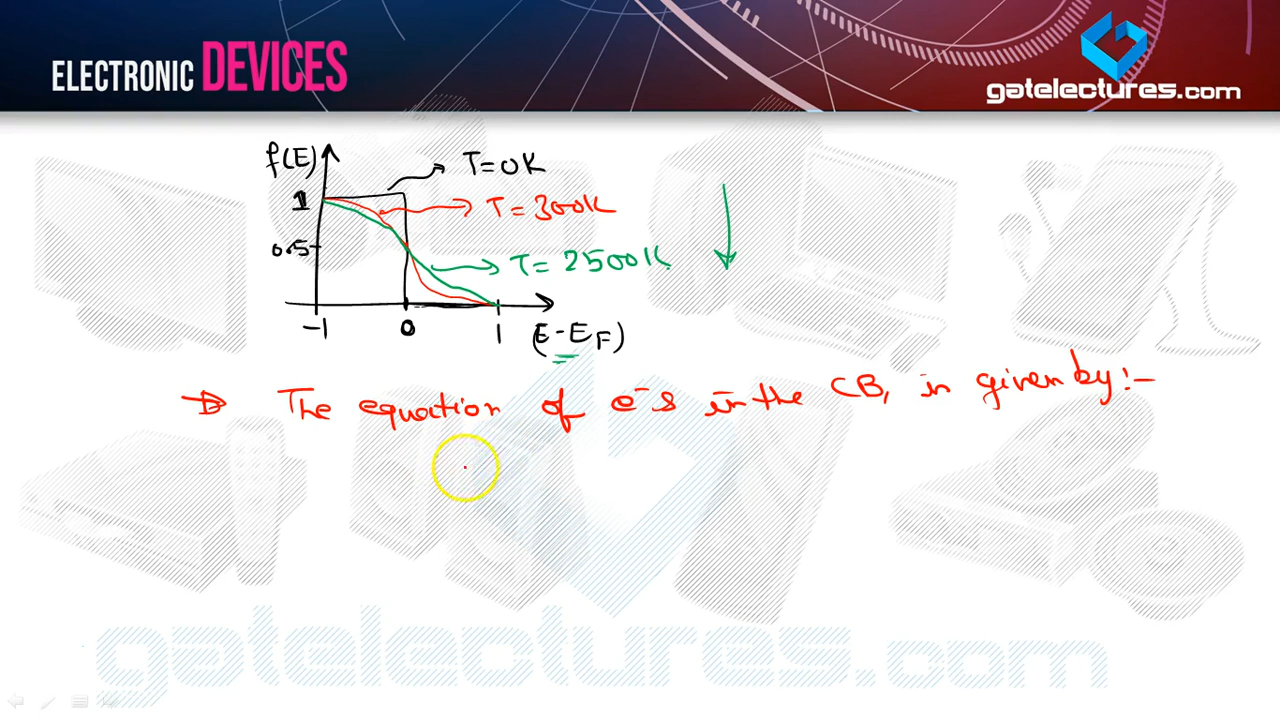 ELECTRONIC DEVICES
gatelectures.com
f(E)
T=0K
1
T=300K
0.5
T=2500K
-1 0 1 (E-EF)
The equation of e-s in the CB, in given by:-
gatelectures.com